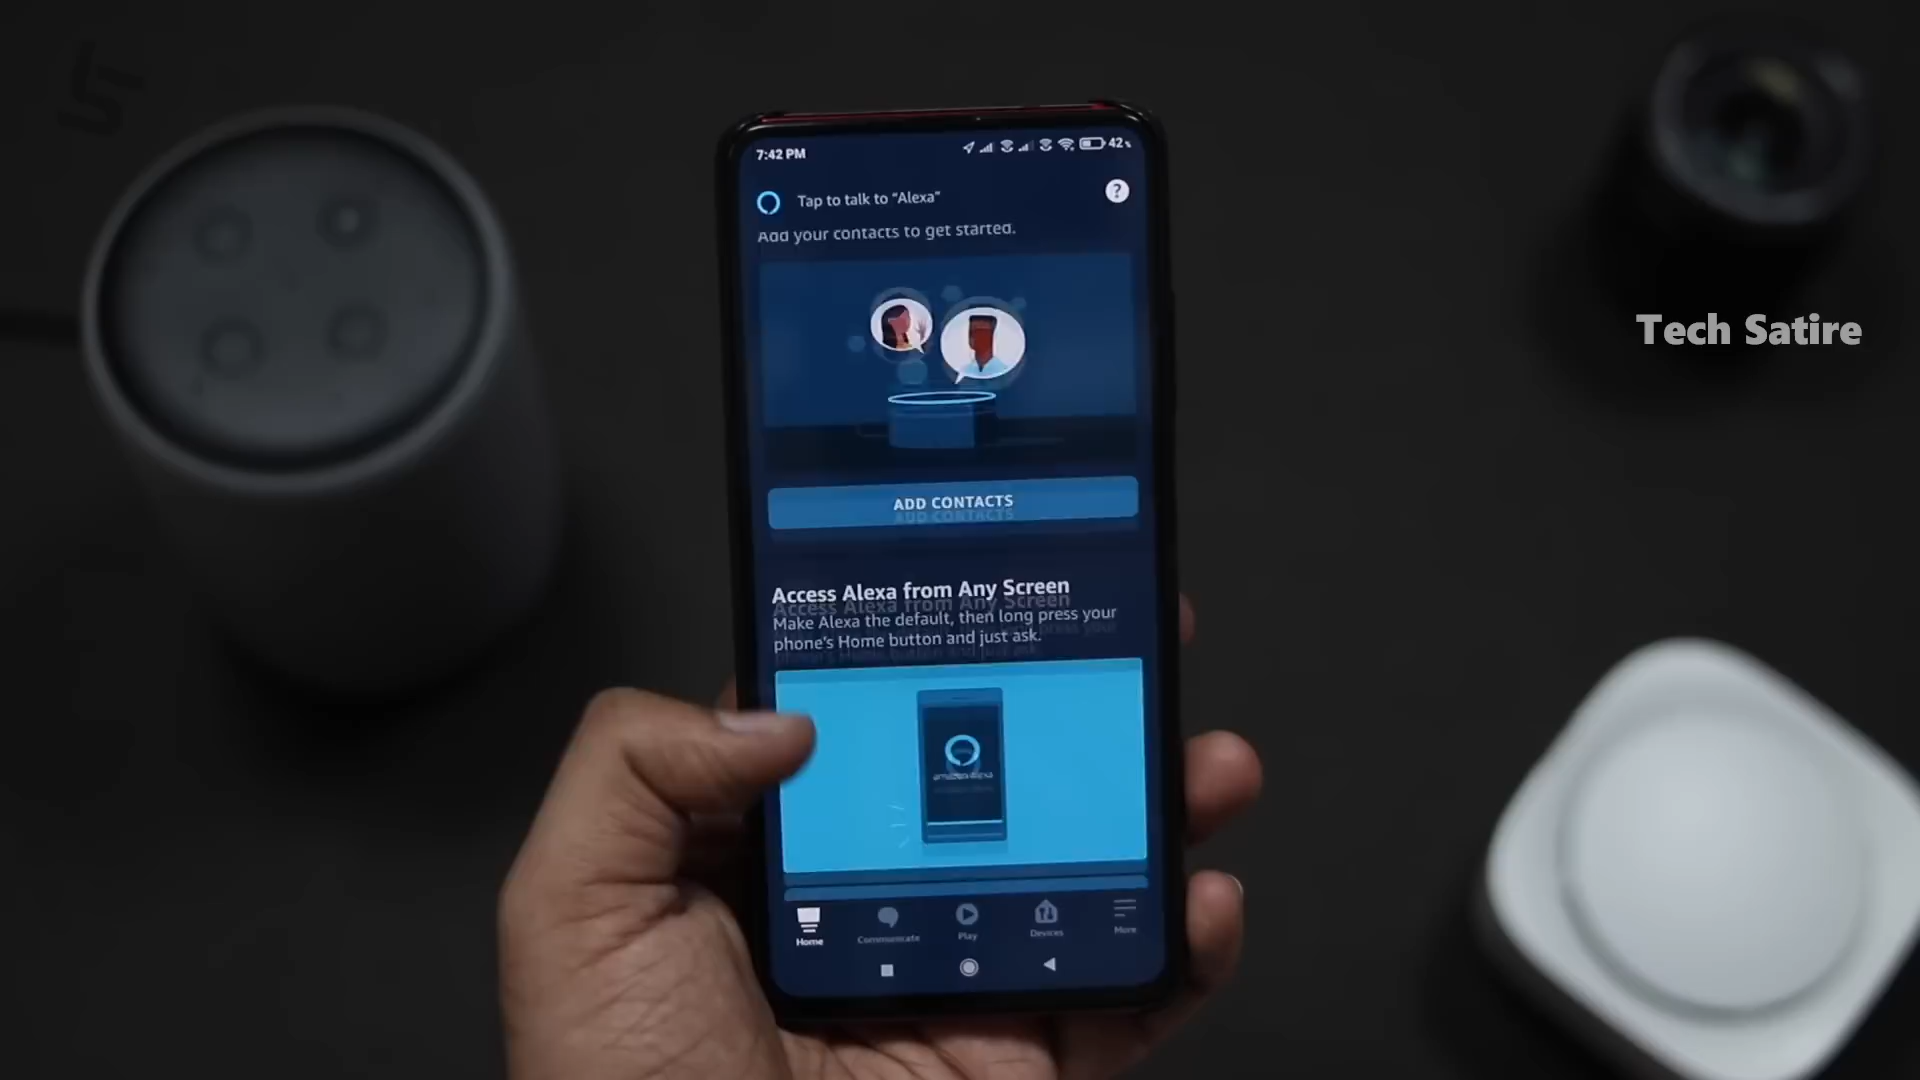 7:42 PM
42%
Tap to talk to “Alexa”
?
Add your contacts to get started.
Tech Satire
ADD CONTACTS
Access Alexa from Any Screen
Make Alexa the default, then long press your
phone's Home button and just ask.
amazon alexa
Home
Communicate
Play
Devices
More